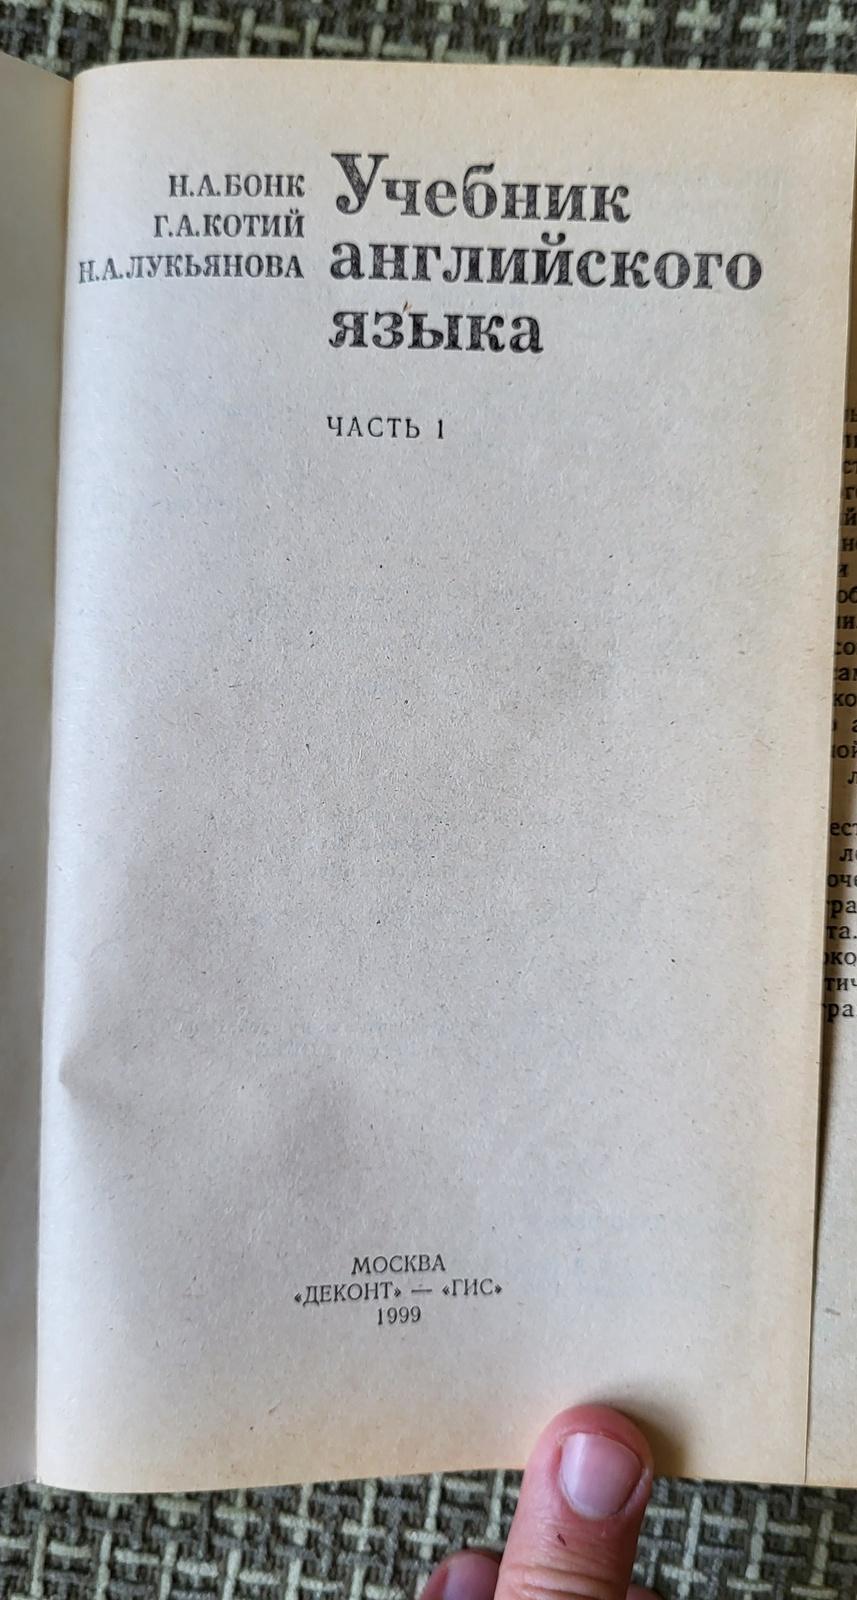 Н.А.БОНК
Г.А.КОТИЙ
Н.А.ЛУКЬЯНОВА
Учебник
английского
языка
ЧАСТЬ 1
МОСКВА
«ДЕКОНТ» — «ГИС»
1999